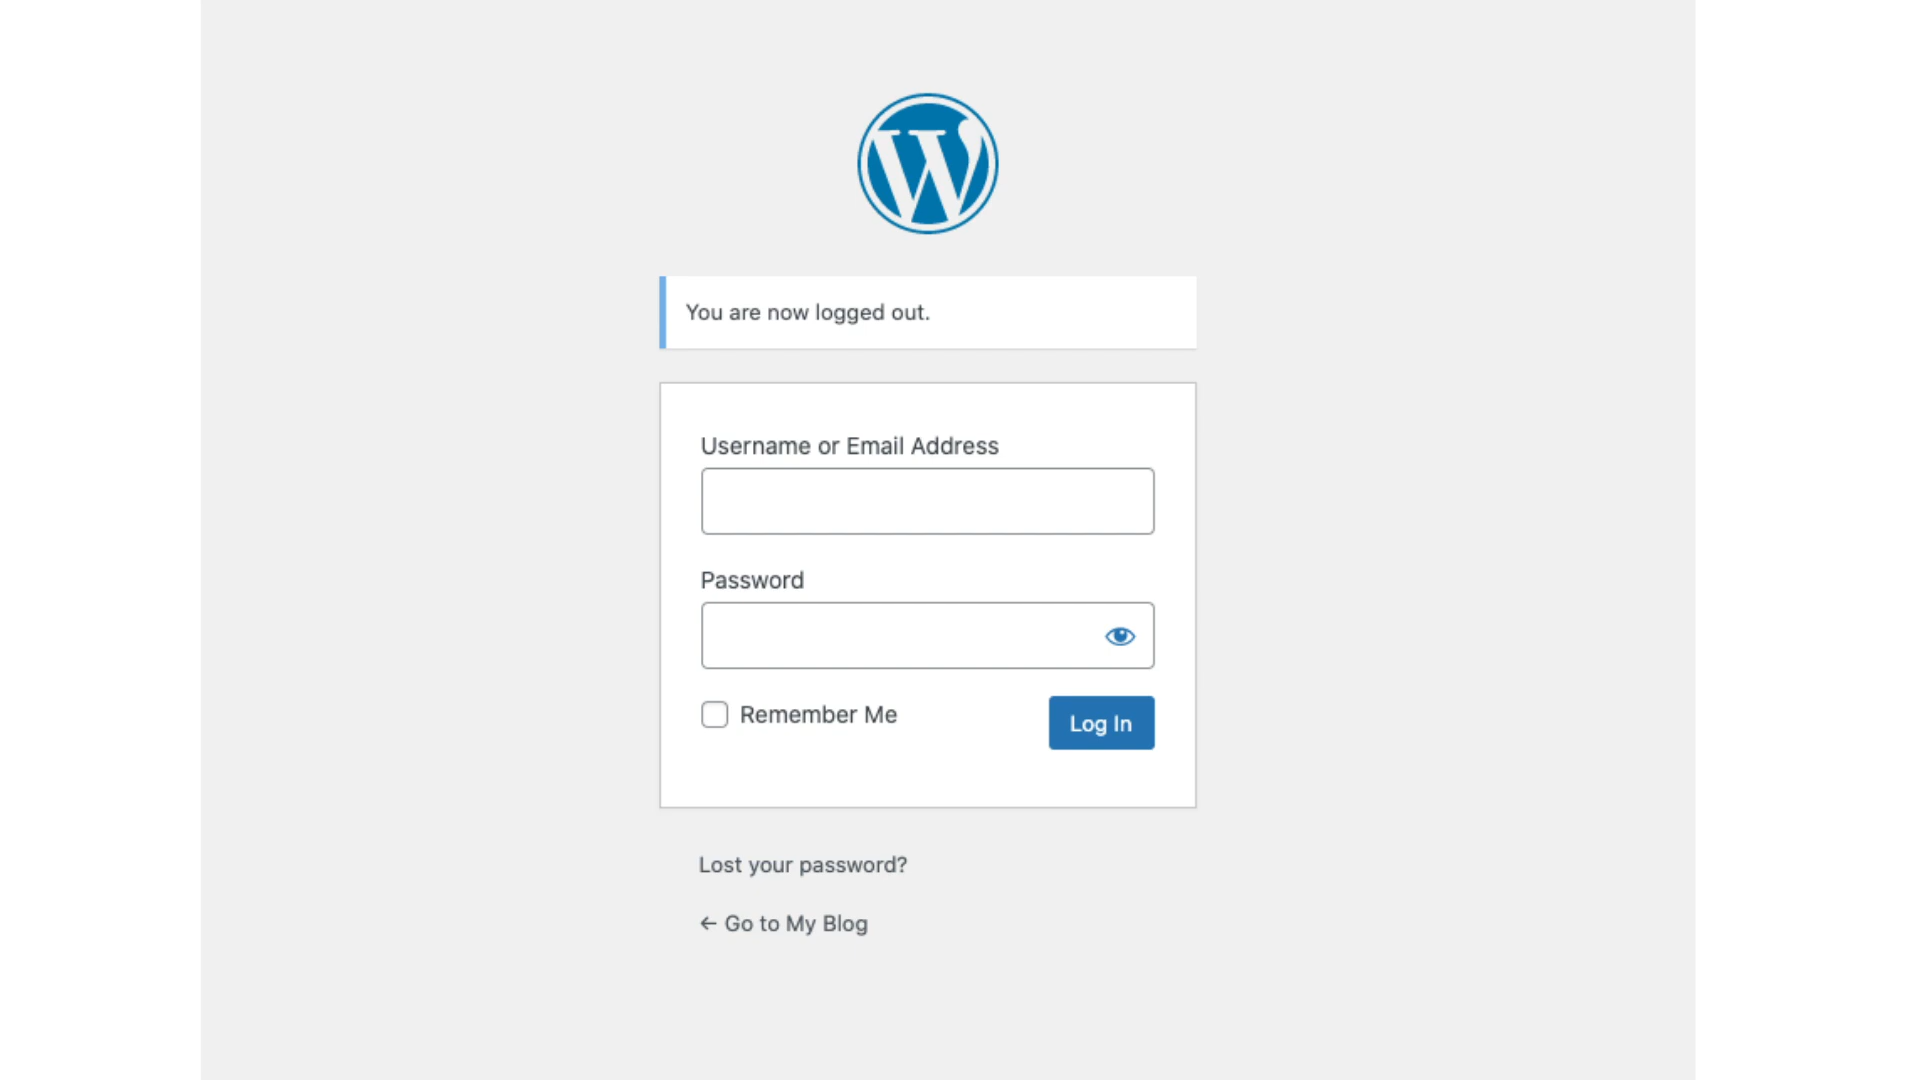 You are now logged out.
Username or Email Address
Password
Remember Me
Log In
Lost your password?
← Go to My Blog